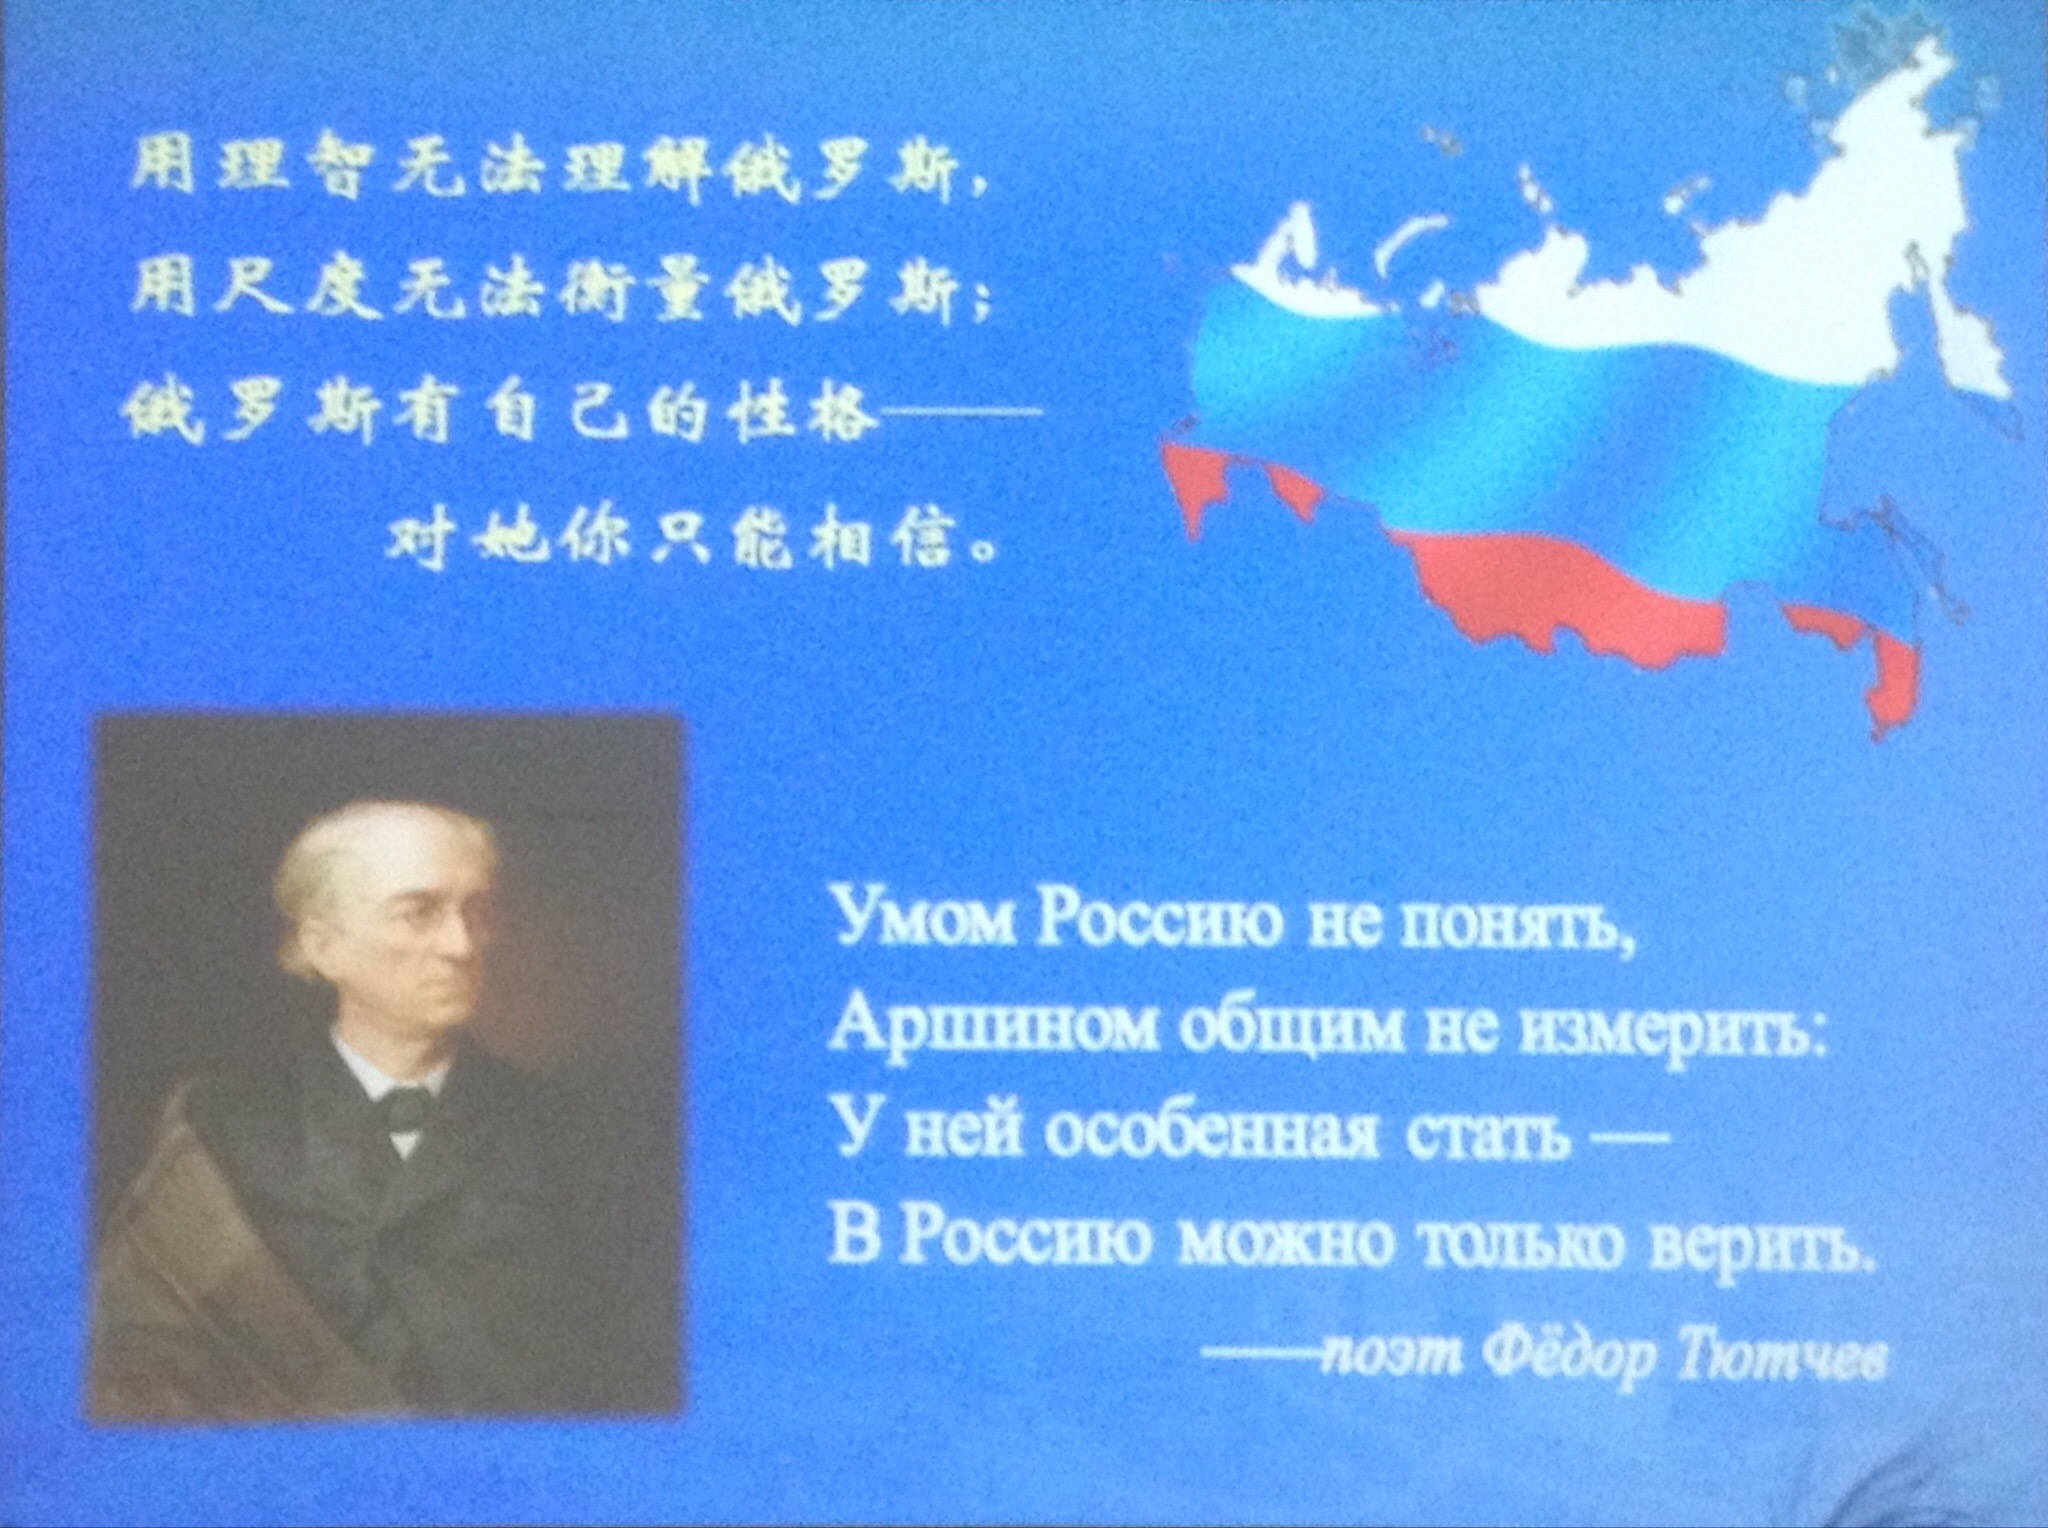 用理智无法理解俄罗斯，
用尺度无法衡量俄罗斯；
俄罗斯有自己的性格——
对她你只能相信。
Умом Россию не понять,
Аршином общим не измерить:
У ней особенная стать —
В Россию можно только верить.
——поэт Фёдор Тютчев